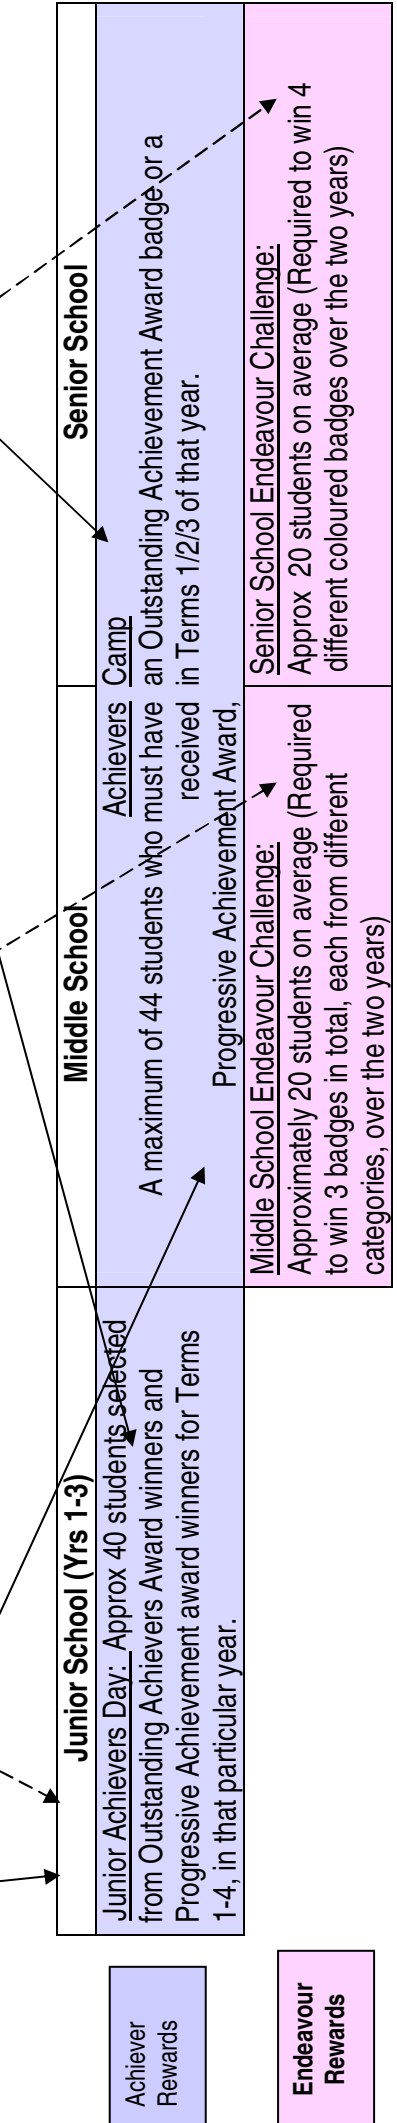 Junior School (Yrs 1-3)
Middle School
Senior School
Achiever
Rewards
Junior Achievers Day: Approx 40 students selected
from Outstanding Achievers Award winners and
Progressive Achievement award winners for Terms
1-4, in that particular year.
Achievers Camp
A maximum of 44 students who must have an Outstanding Achievement Award badge or a
received in Terms 1/2/3 of that year.
Progressive Achievement Award,
Endeavour
Rewards
Middle School Endeavour Challenge:
Approximately 20 students on average (Required
to win 3 badges in total, each from different
categories, over the two years)
Senior School Endeavour Challenge:
Approx 20 students on average (Required to win 4
different coloured badges over the two years)